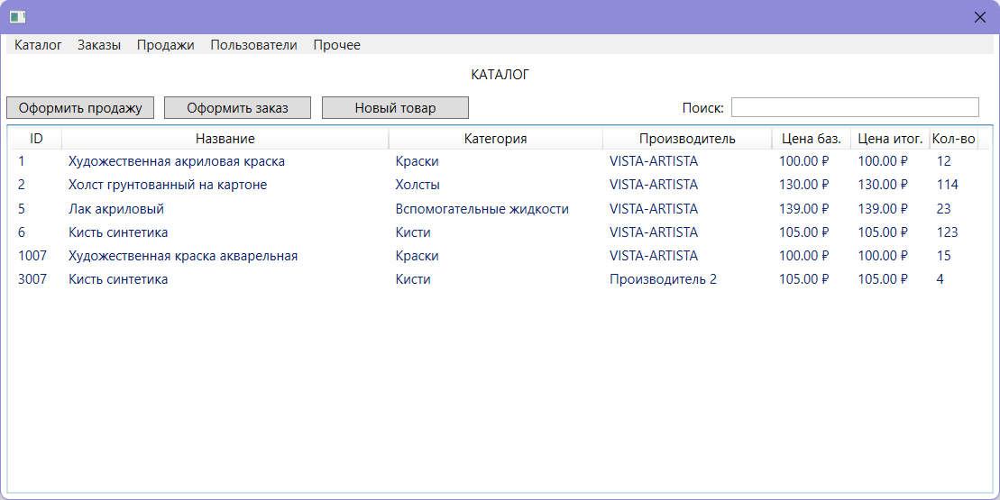 Каталог Заказы Продажи Пользователи Прочее
КАТАЛОГ
Оформить продажу Оформить заказ Новый товар Поиск:
ID Название Категория Производитель Цена баз. Цена итог. Кол-во
1 Художественная акриловая краска Краски VISTA-ARTISTA 100.00 ₽ 100.00 ₽ 12
2 Холст грунтованный на картоне Холсты VISTA-ARTISTA 130.00 ₽ 130.00 ₽ 114
5 Лак акриловый Вспомогательные жидкости VISTA-ARTISTA 139.00 ₽ 139.00 ₽ 23
6 Кисть синтетика Кисти VISTA-ARTISTA 105.00 ₽ 105.00 ₽ 123
1007 Художественная краска акварельная Краски VISTA-ARTISTA 100.00 ₽ 100.00 ₽ 15
3007 Кисть синтетика Кисти Производитель 2 105.00 ₽ 105.00 ₽ 4